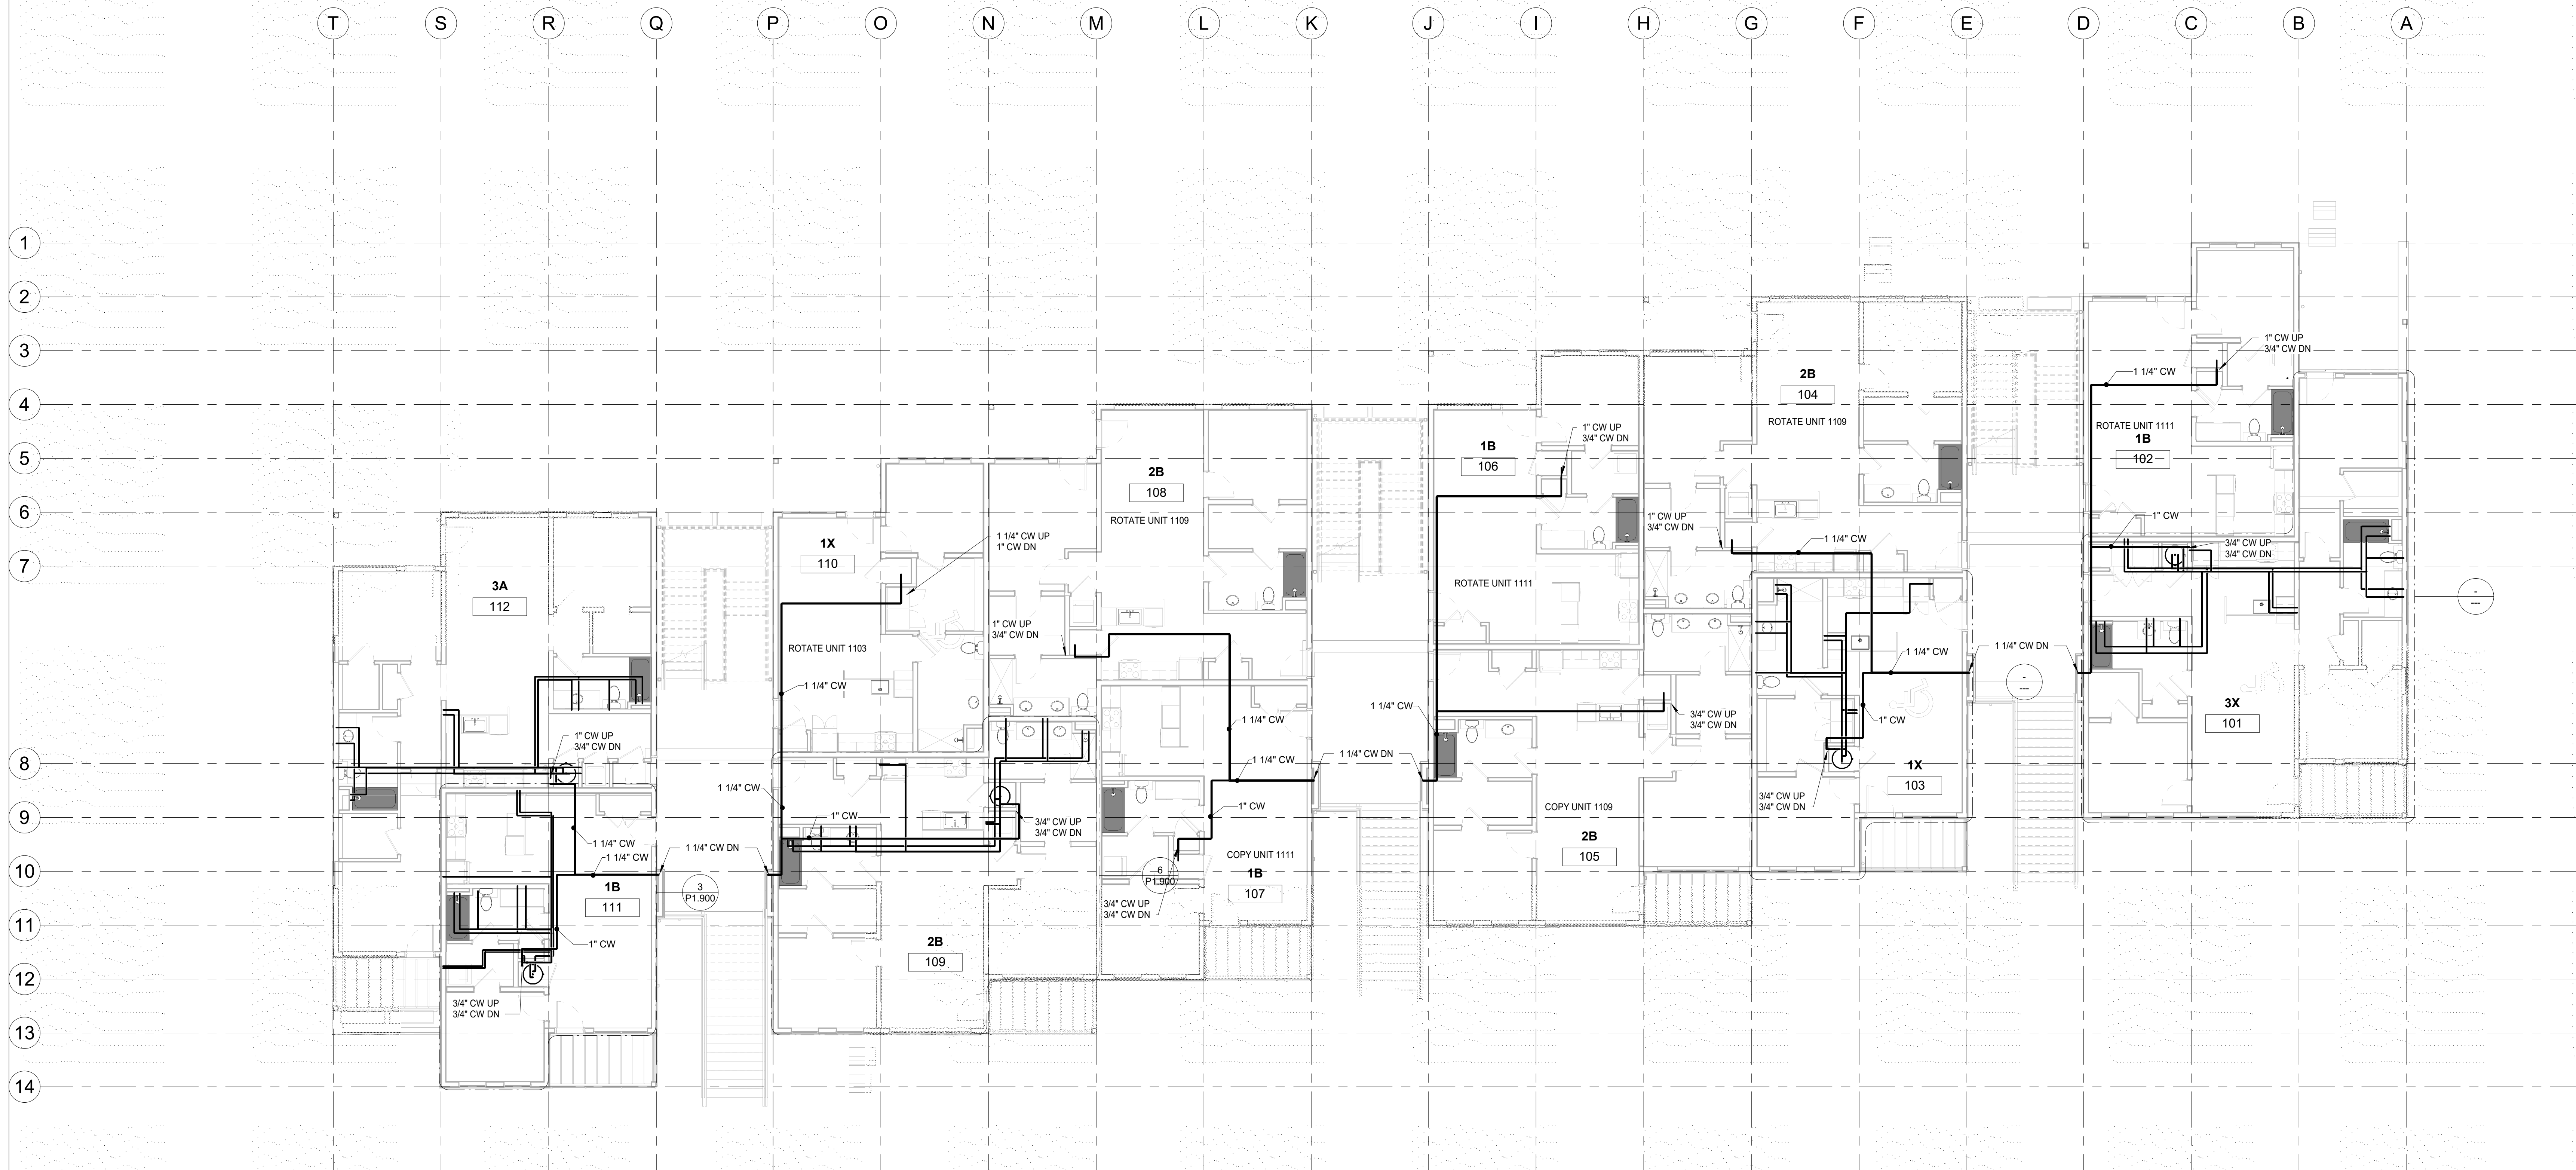 T S R Q P O N M L K J I H G F E D C B A
1
2
3
4
5
6
7
8
9
10
11
12
13
14
3A
112
1" CW UP
3/4" CW DN
1 1/4" CW
1 1/4" CW
1B
111
1" CW
3/4" CW UP
3/4" CW DN
1 1/4" CW DN
3
P1.900
1X
110
1 1/4" CW UP
1" CW DN
ROTATE UNIT 1103
1 1/4" CW
1 1/4" CW
1" CW
3/4" CW UP
3/4" CW DN
2B
109
2B
108
ROTATE UNIT 1109
1" CW UP
3/4" CW DN
1 1/4" CW
1 1/4" CW
1" CW
COPY UNIT 1111
1B
107
6
P1.900
3/4" CW UP
3/4" CW DN
1 1/4" CW DN
1B
106
1" CW UP
3/4" CW DN
ROTATE UNIT 1111
1 1/4" CW
3/4" CW UP
3/4" CW DN
COPY UNIT 1109
2B
105
2B
104
ROTATE UNIT 1109
1" CW UP
3/4" CW DN
1 1/4" CW
1 1/4" CW
1" CW
1X
103
3/4" CW UP
3/4" CW DN
1 1/4" CW DN
-
---
1" CW UP
3/4" CW DN
1 1/4" CW
ROTATE UNIT 1111
1B
102
1" CW
3/4" CW UP
3/4" CW DN
3X
101
-
---